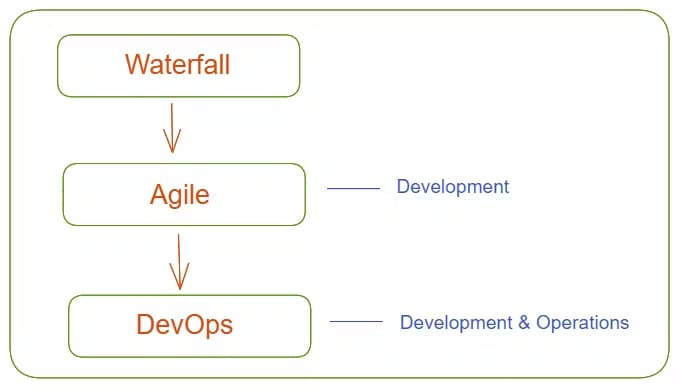 Waterfall
Agile
Development
DevOps
Development & Operations